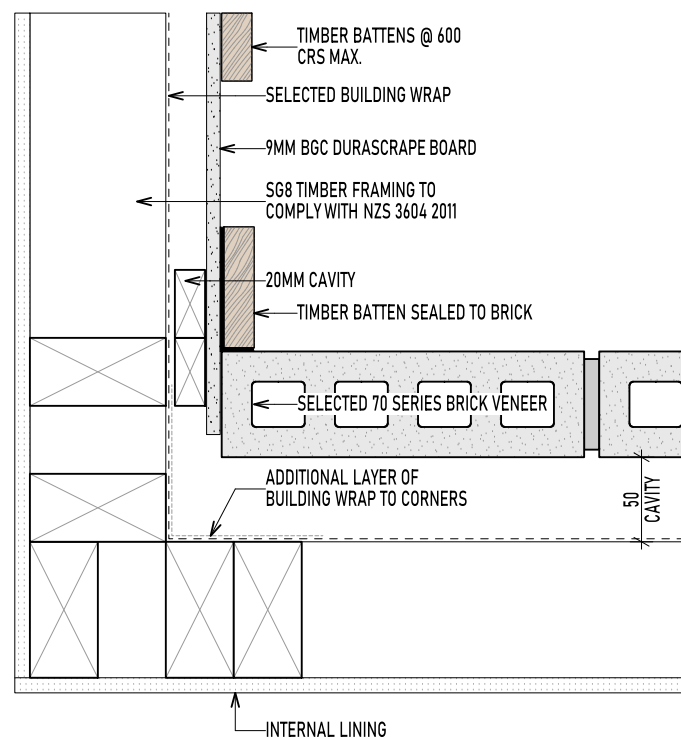 TIMBER BATTENS @ 600
CRS MAX.
SELECTED BUILDING WRAP
9MM BGC DURASCRAPE BOARD
SG8 TIMBER FRAMING TO
COMPLY WITH NZS 3604 2011
20MM CAVITY
TIMBER BATTEN SEALED TO BRICK
SELECTED 70 SERIES BRICK VENEER
ADDITIONAL LAYER OF
BUILDING WRAP TO CORNERS
50
CAVITY
INTERNAL LINING